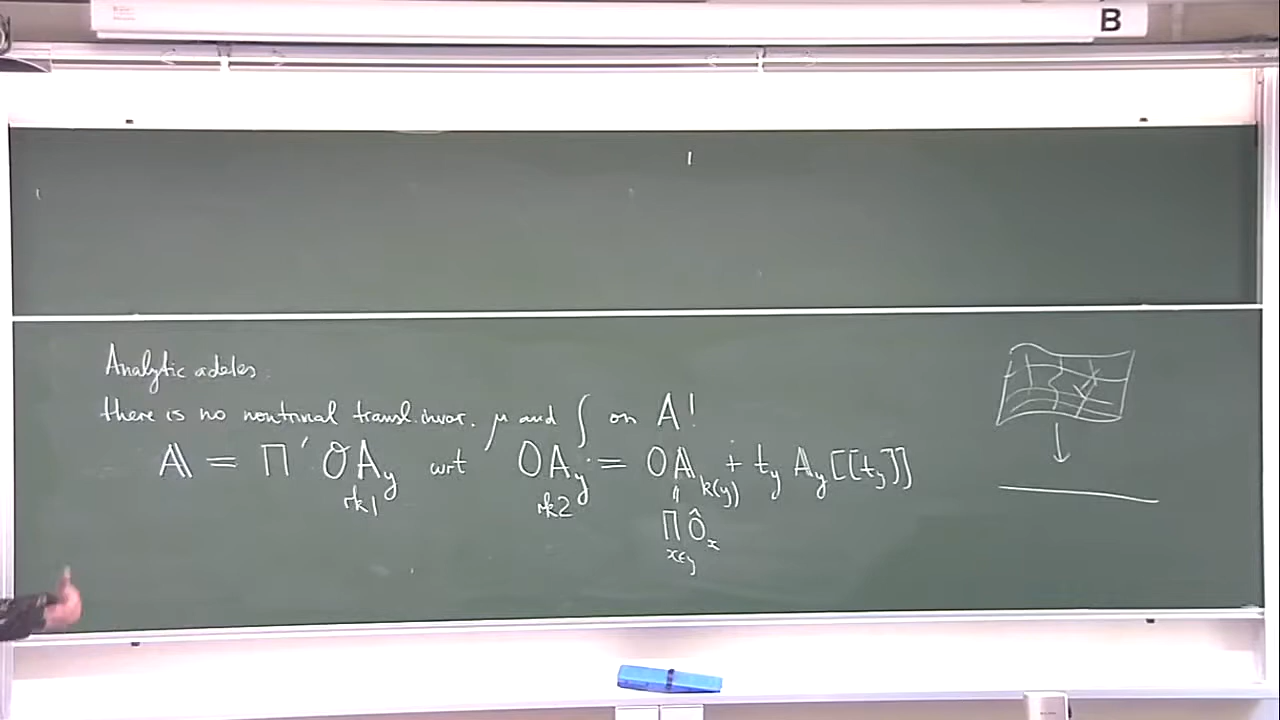 B
Analytic adeles.
there is no nontrivial transl. invar. μ and ∫ on 𝔸!
𝔸 = Π′ O𝔸_y wrt O𝔸_y = O𝔸_k(y) + t_y 𝔸_y[[t_y]]
rk1 rk2 ||
Π Ô_x
x∈y